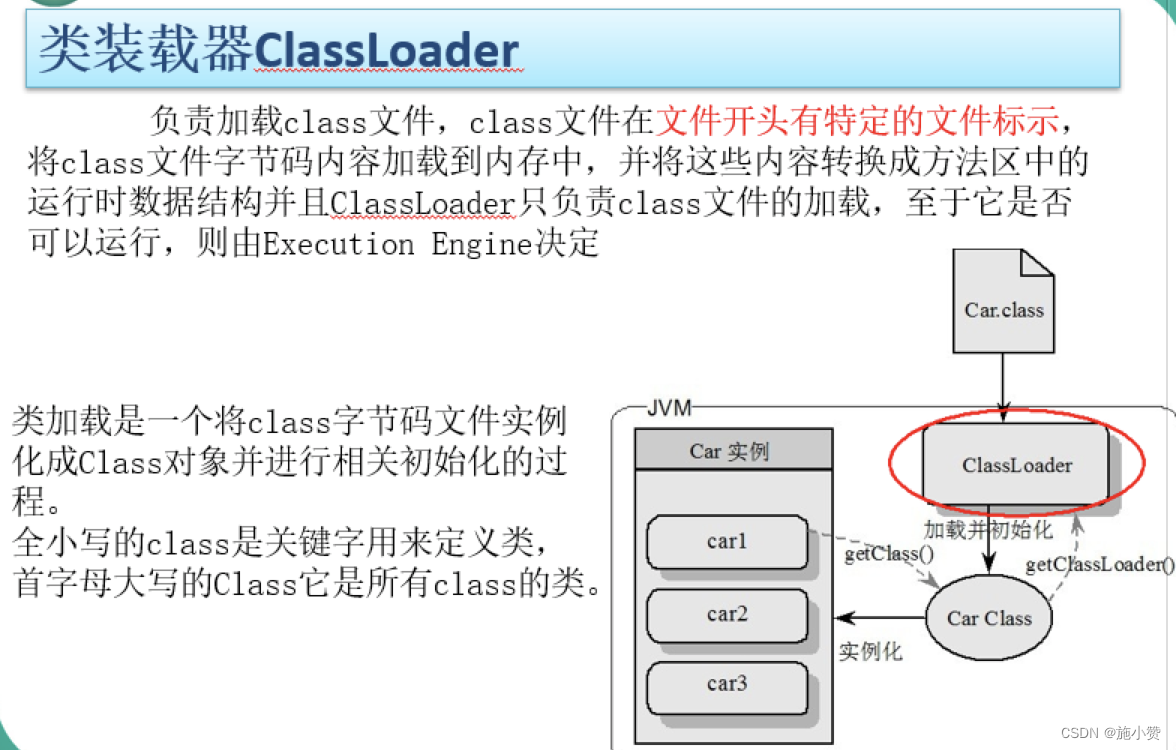 类装载器ClassLoader
负责加载class文件，class文件在文件开头有特定的文件标示，
将class文件字节码内容加载到内存中，并将这些内容转换成方法区中的
运行时数据结构并且ClassLoader只负责class文件的加载，至于它是否
可以运行，则由Execution Engine决定
Car.class
类加载是一个将class字节码文件实例
化成Class对象并进行相关初始化的过
程。
全小写的class是关键字用来定义类，
首字母大写的Class它是所有class的类。
JVM
Car 实例
ClassLoader
加载并初始化
car1
getClass()
getClassLoader()
car2
Car Class
实例化
car3
CSDN @施小赞